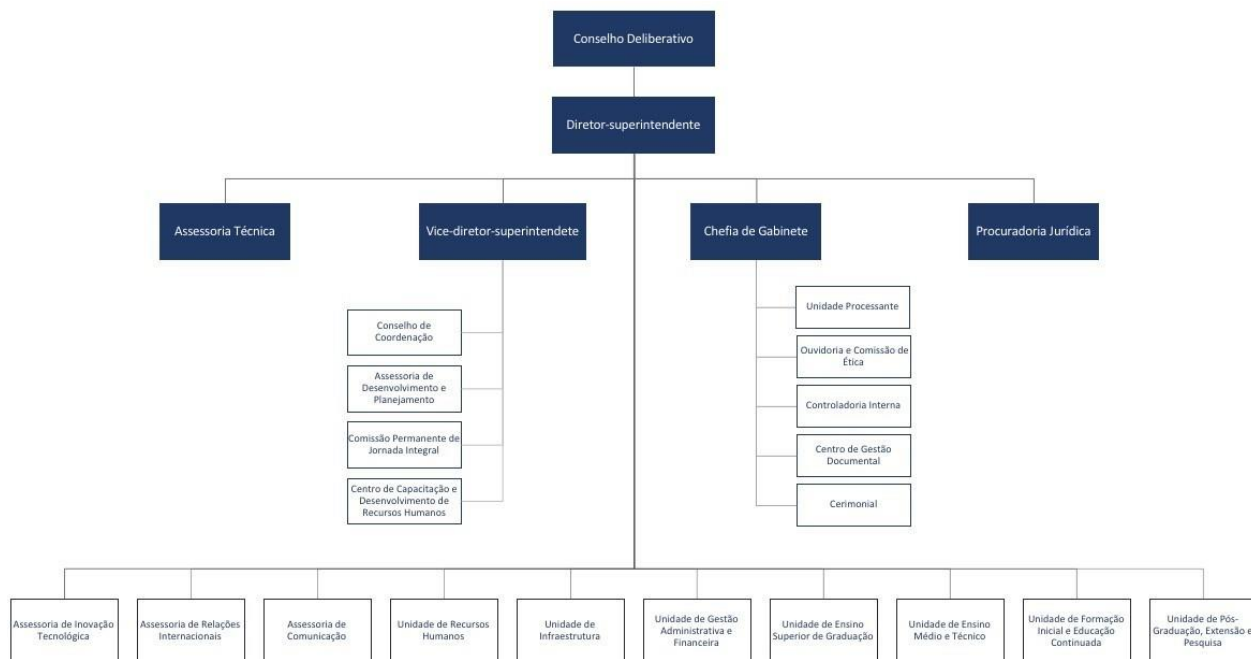 Conselho Deliberativo
Diretor-superintendente
Assessoria Técnica
Vice-diretor-superintendete
Chefia de Gabinete
Procuradoria Jurídica
Conselho de
Coordenação
Assessoria de
Desenvolvimento e
Planejamento
Comissão Permanente de
Jornada Integral
Centro de Capacitação e
Desenvolvimento de
Recursos Humanos
Unidade Processante
Ouvidoria e Comissão de
Ética
Controladoria Interna
Centro de Gestão
Documental
Cerimonial
Assessoria de Inovação
Tecnológica
Assessoria de Relações
Internacionais
Assessoria de
Comunicação
Unidade de Recursos
Humanos
Unidade de
Infraestrutura
Unidade de Gestão
Administrativa e
Financeira
Unidade de Ensino
Superior de Graduação
Unidade de Ensino
Médio e Técnico
Unidade de Formação
Inicial e Educação
Continuada
Unidade de Pós-
Graduação, Extensão e
Pesquisa